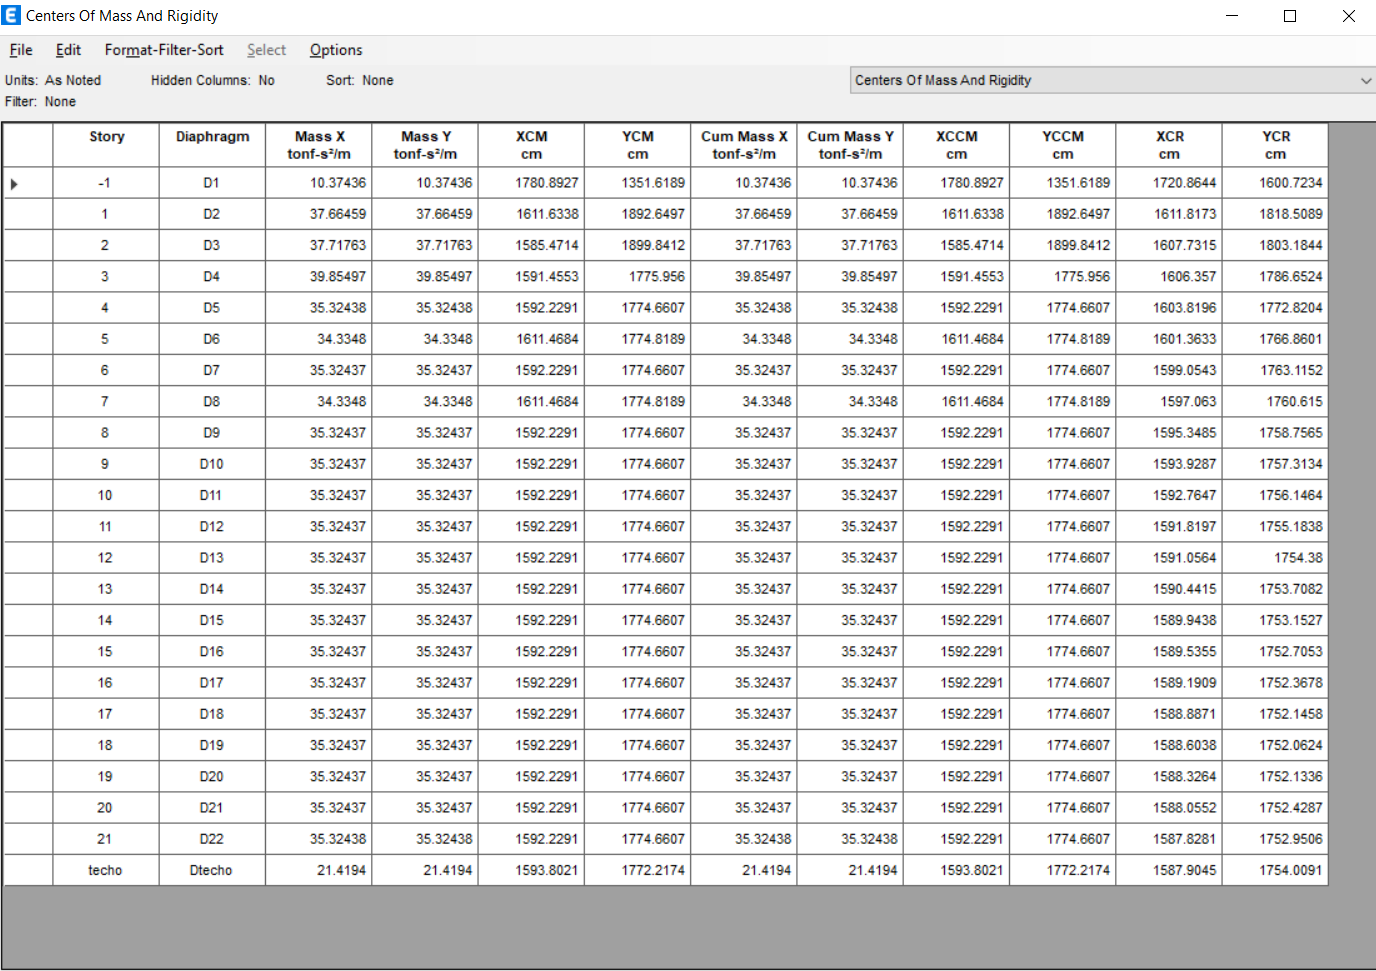 E Centers Of Mass And Rigidity
File Edit Format-Filter-Sort Select Options
Units: As Noted Hidden Columns: No Sort: None Centers Of Mass And Rigidity
Filter: None
Story Diaphragm Mass X Mass Y XCM YCM Cum Mass X Cum Mass Y XCCM YCCM XCR YCR
tonf-s²/m tonf-s²/m cm cm tonf-s²/m tonf-s²/m cm cm cm cm
-1 D1 10.37436 10.37436 1780.8927 1351.6189 10.37436 10.37436 1780.8927 1351.6189 1720.8644 1600.7234
1 D2 37.66459 37.66459 1611.6338 1892.6497 37.66459 37.66459 1611.6338 1892.6497 1611.8173 1818.5089
2 D3 37.71763 37.71763 1585.4714 1899.8412 37.71763 37.71763 1585.4714 1899.8412 1607.7315 1803.1844
3 D4 39.85497 39.85497 1591.4553 1775.956 39.85497 39.85497 1591.4553 1775.956 1606.357 1786.6524
4 D5 35.32438 35.32438 1592.2291 1774.6607 35.32438 35.32438 1592.2291 1774.6607 1603.8196 1772.8204
5 D6 34.3348 34.3348 1611.4684 1774.8189 34.3348 34.3348 1611.4684 1774.8189 1601.3633 1766.8601
6 D7 35.32437 35.32437 1592.2291 1774.6607 35.32437 35.32437 1592.2291 1774.6607 1599.0543 1763.1152
7 D8 34.3348 34.3348 1611.4684 1774.8189 34.3348 34.3348 1611.4684 1774.8189 1597.063 1760.615
8 D9 35.32437 35.32437 1592.2291 1774.6607 35.32437 35.32437 1592.2291 1774.6607 1595.3485 1758.7565
9 D10 35.32437 35.32437 1592.2291 1774.6607 35.32437 35.32437 1592.2291 1774.6607 1593.9287 1757.3134
10 D11 35.32437 35.32437 1592.2291 1774.6607 35.32437 35.32437 1592.2291 1774.6607 1592.7647 1756.1464
11 D12 35.32437 35.32437 1592.2291 1774.6607 35.32437 35.32437 1592.2291 1774.6607 1591.8197 1755.1838
12 D13 35.32437 35.32437 1592.2291 1774.6607 35.32437 35.32437 1592.2291 1774.6607 1591.0564 1754.38
13 D14 35.32437 35.32437 1592.2291 1774.6607 35.32437 35.32437 1592.2291 1774.6607 1590.4415 1753.7082
14 D15 35.32437 35.32437 1592.2291 1774.6607 35.32437 35.32437 1592.2291 1774.6607 1589.9438 1753.1527
15 D16 35.32437 35.32437 1592.2291 1774.6607 35.32437 35.32437 1592.2291 1774.6607 1589.5355 1752.7053
16 D17 35.32437 35.32437 1592.2291 1774.6607 35.32437 35.32437 1592.2291 1774.6607 1589.1909 1752.3678
17 D18 35.32437 35.32437 1592.2291 1774.6607 35.32437 35.32437 1592.2291 1774.6607 1588.8871 1752.1458
18 D19 35.32437 35.32437 1592.2291 1774.6607 35.32437 35.32437 1592.2291 1774.6607 1588.6038 1752.0624
19 D20 35.32437 35.32437 1592.2291 1774.6607 35.32437 35.32437 1592.2291 1774.6607 1588.3264 1752.1336
20 D21 35.32437 35.32437 1592.2291 1774.6607 35.32437 35.32437 1592.2291 1774.6607 1588.0552 1752.4287
21 D22 35.32438 35.32438 1592.2291 1774.6607 35.32438 35.32438 1592.2291 1774.6607 1587.8281 1752.9506
techo Dtecho 21.4194 21.4194 1593.8021 1772.2174 21.4194 21.4194 1593.8021 1772.2174 1587.9045 1754.0091